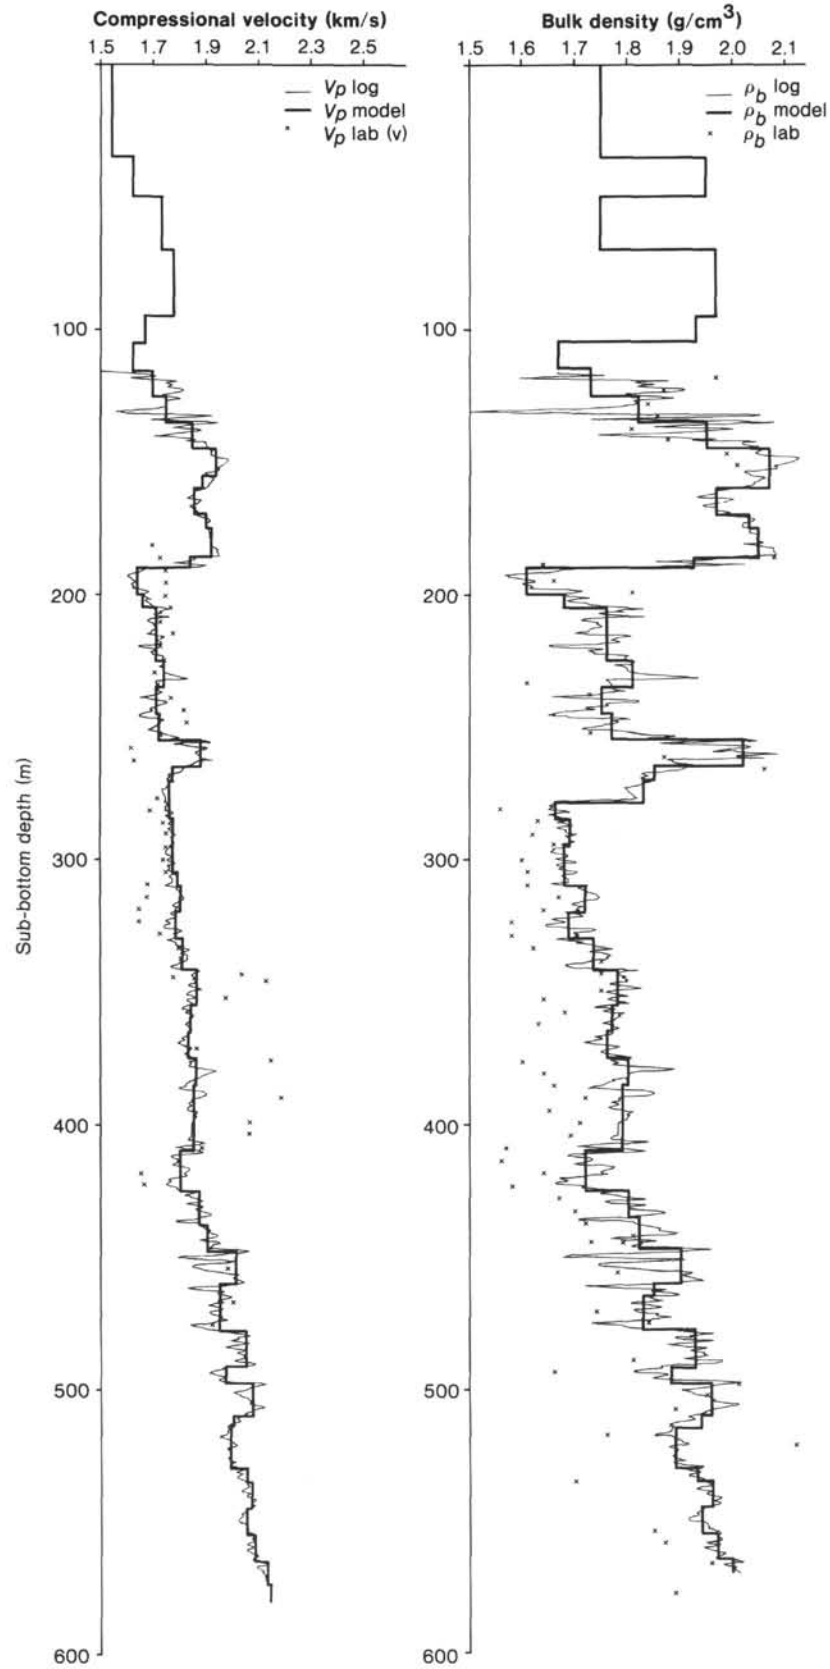 Compressional velocity (km/s)
1.5 1.7 1.9 2.1 2.3 2.5
Vp log
Vp model
Vp lab (v)
Bulk density (g/cm3)
1.5 1.6 1.7 1.8 1.9 2.0 2.1
ρb log
ρb model
ρb lab
Sub-bottom depth (m)
100
200
300
400
500
600
100
200
300
400
500
600